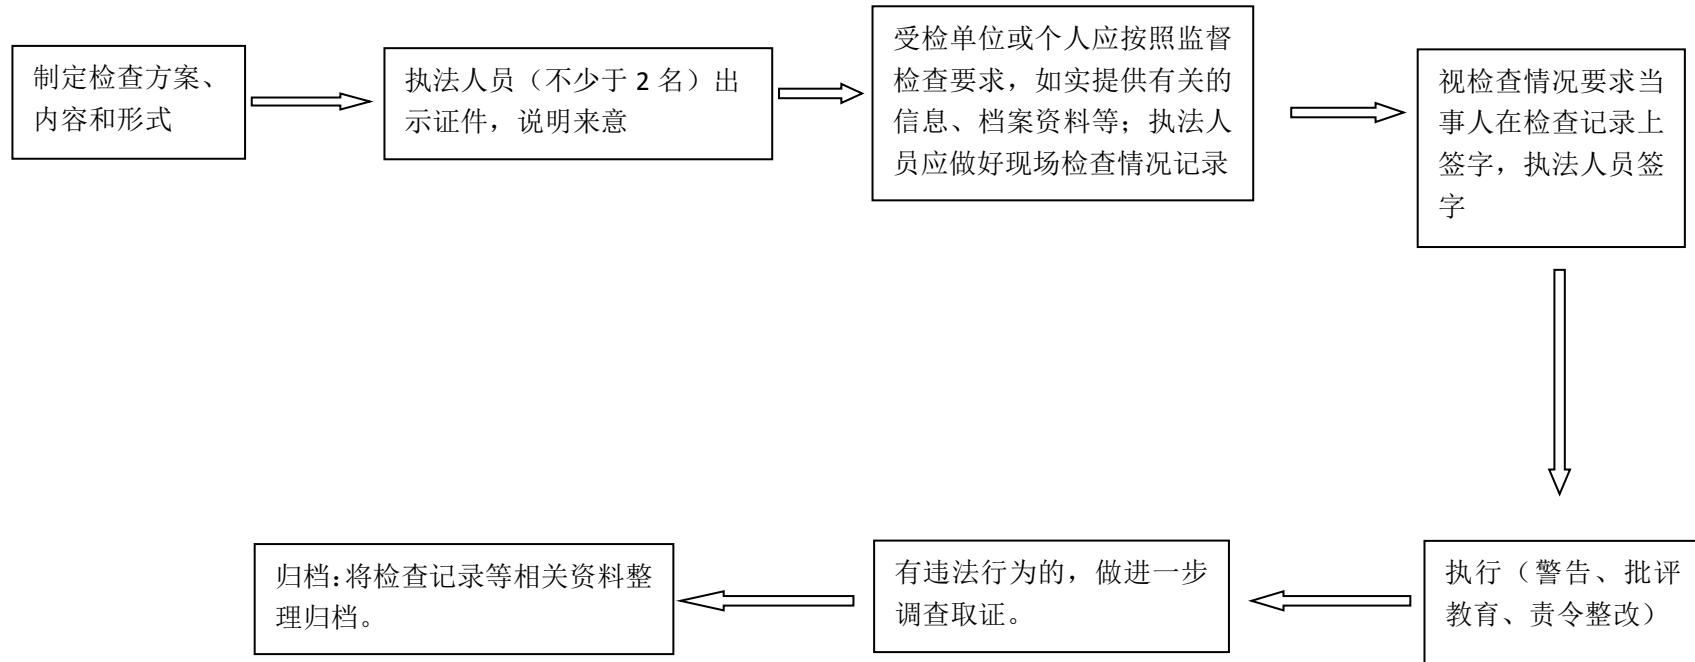 制定检查方案、
内容和形式
执法人员（不少于 2 名）出
示证件，说明来意
受检单位或个人应按照监督
检查要求，如实提供有关的
信息、档案资料等；执法人
员应做好现场检查情况记录
视检查情况要求当
事人在检查记录上
签字，执法人员签
字
执行（警告、批评
教育、责令整改）
有违法行为的，做进一步
调查取证。
归档：将检查记录等相关资料整
理归档。